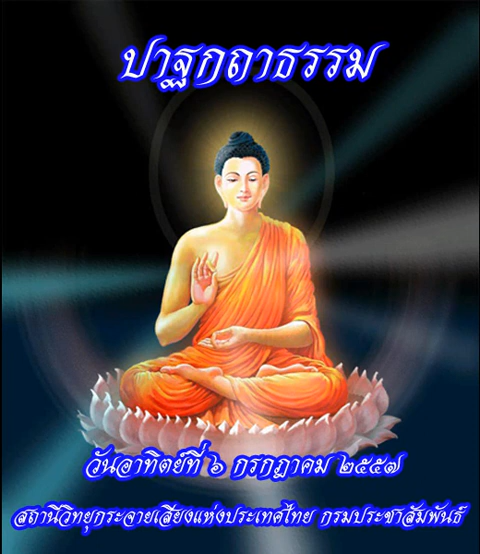 ปาฐกถาธรรม
วันอาทิตย์ที่ ๖ กรกฎาคม ๒๕๕๗
สถานีวิทยุกระจายเสียงแห่งประเทศไทย กรมประชาสัมพันธ์